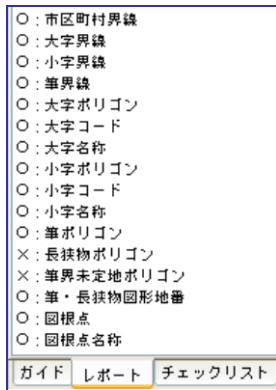 ○：市区町村界線
○：大字界線
○：小字界線
○：筆界線
○：大字ポリゴン
○：大字コード
○：大字名称
○：小字ポリゴン
○：小字コード
○：小字名称
○：筆ポリゴン
×：長狭物ポリゴン
×：筆界未定地ポリゴン
○：筆・長狭物図形地番
○：図根点
○：図根点名称
ガイド レポート チェックリスト